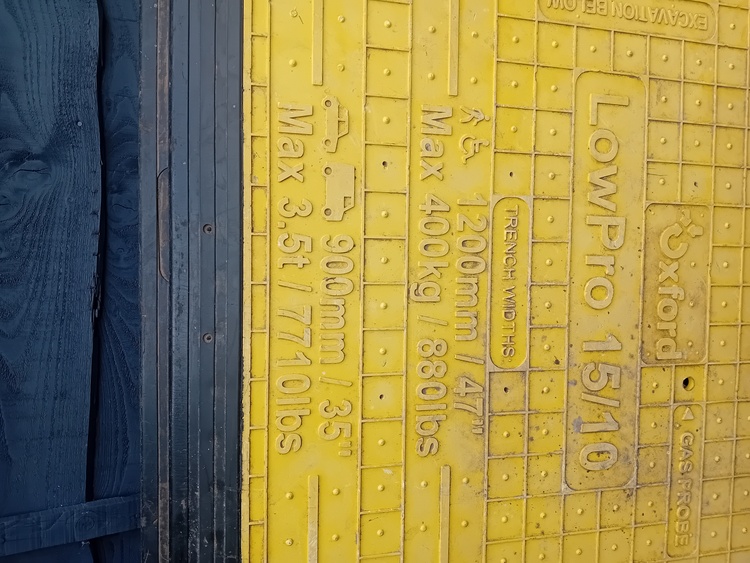 Oxford
◄ GAS PROBE
EXCAVATION BELOW
LowPro 15/10
TRENCH WIDTHS:
1200mm / 47"
Max 400kg / 880lbs
900mm / 35"
Max 3.5t / 7710lbs